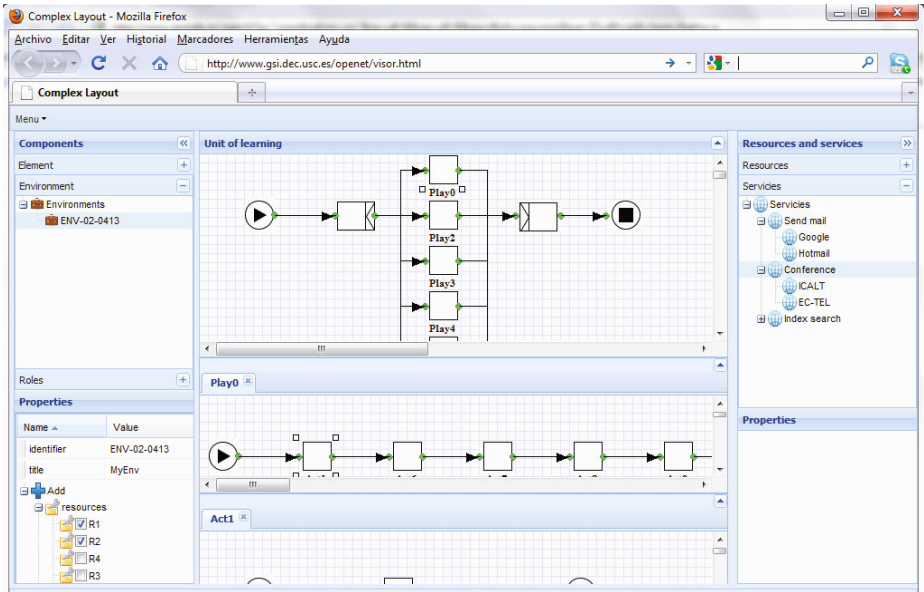 Complex Layout - Mozilla Firefox
Archivo Editar Ver Historial Marcadores Herramientas Ayuda
http://www.gsi.dec.usc.es/openet/visor.html
Complex Layout
Menu
Components
Element
Environment
Environments
ENV-02-0413
Roles
Properties
Name Value
identifier ENV-02-0413
title MyEnv
Add
resources
R1
R2
R4
R3
Unit of learning
Play0
Play2
Play3
Play4
Play0
Act1
Resources and services
Resources
Servicies
Servicies
Send mail
Google
Hotmail
Conference
ICALT
EC-TEL
Index search
Properties